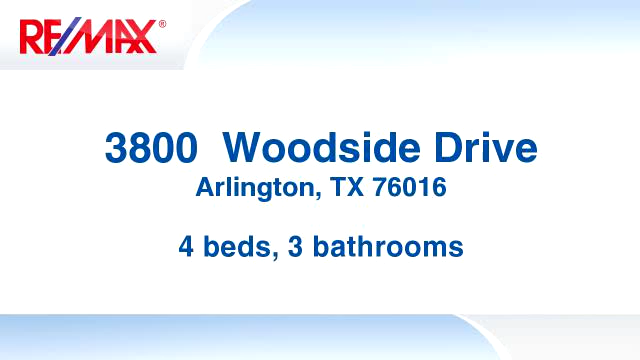 RE/MAX®
3800 Woodside Drive
Arlington, TX 76016
4 beds, 3 bathrooms